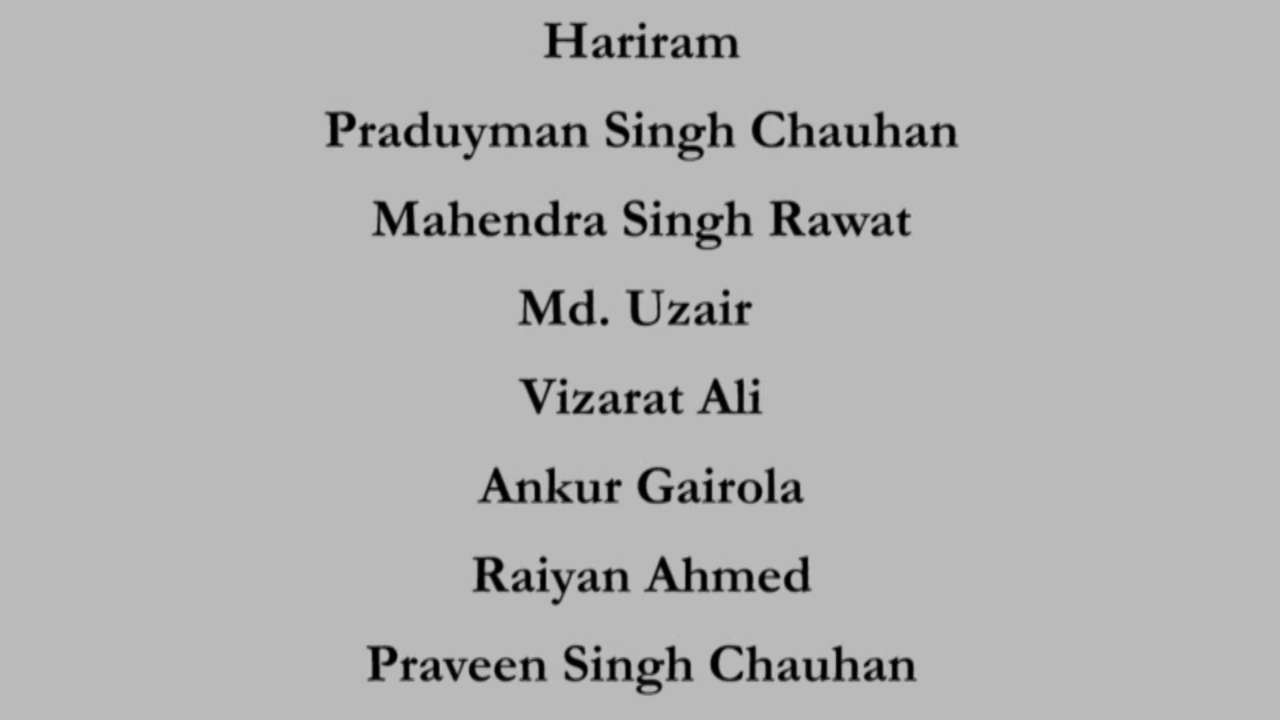 Hariram
Praduyman Singh Chauhan
Mahendra Singh Rawat
Md. Uzair
Vizarat Ali
Ankur Gairola
Raiyan Ahmed
Praveen Singh Chauhan